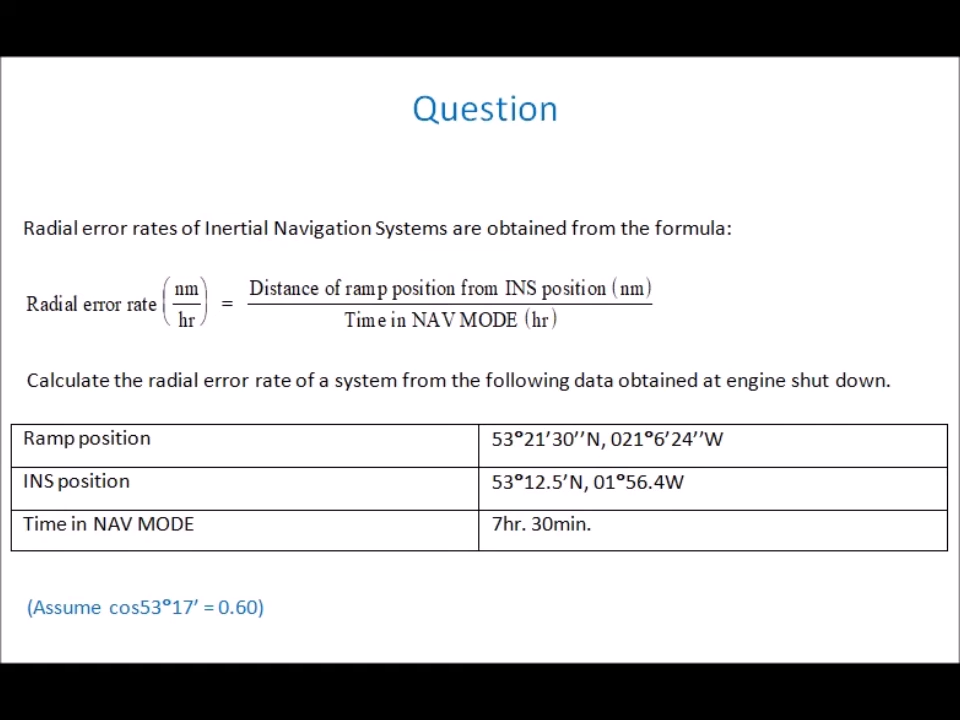 Question
Radial error rates of Inertial Navigation Systems are obtained from the formula:
Radial error rate (nm/hr) = Distance of ramp position from INS position (nm) / Time in NAV MODE (hr)
Calculate the radial error rate of a system from the following data obtained at engine shut down.
Ramp position 53°21’30’’N, 021°6’24’’W
INS position 53°12.5’N, 01°56.4W
Time in NAV MODE 7hr. 30min.
(Assume cos53°17’ = 0.60)